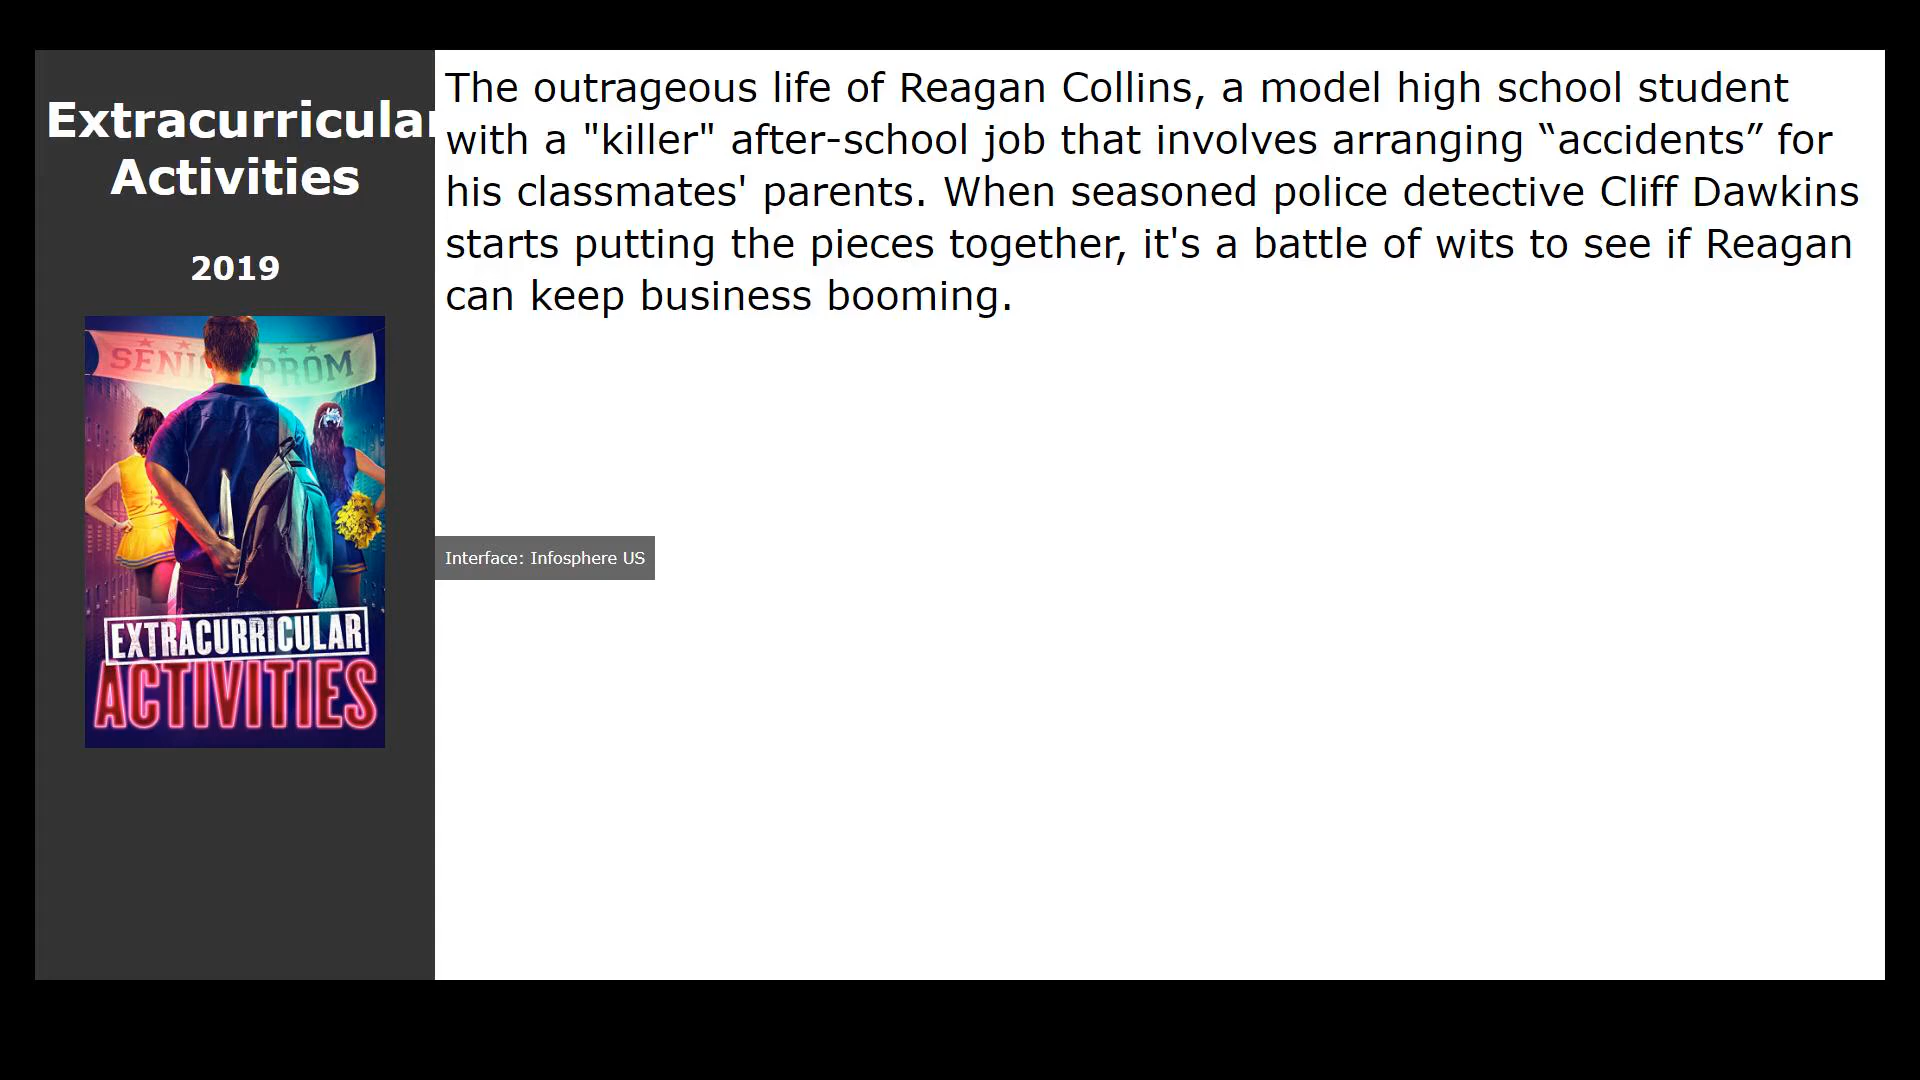 Extracurricular
Activities
2019
SENI PROM
EXTRACURRICULAR
ACTIVITIES
The outrageous life of Reagan Collins, a model high school student
with a "killer" after-school job that involves arranging “accidents” for
his classmates' parents. When seasoned police detective Cliff Dawkins
starts putting the pieces together, it's a battle of wits to see if Reagan
can keep business booming.
Interface: Infosphere US